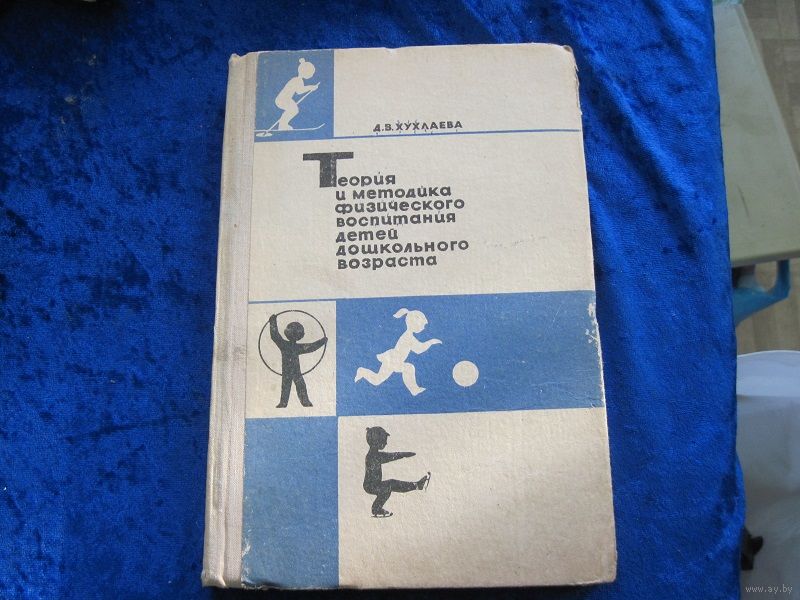 Д.В.ХУХЛАЕВА
Теория
и методика
физического
воспитания
детей
дошкольного
возраста
www.ay.by